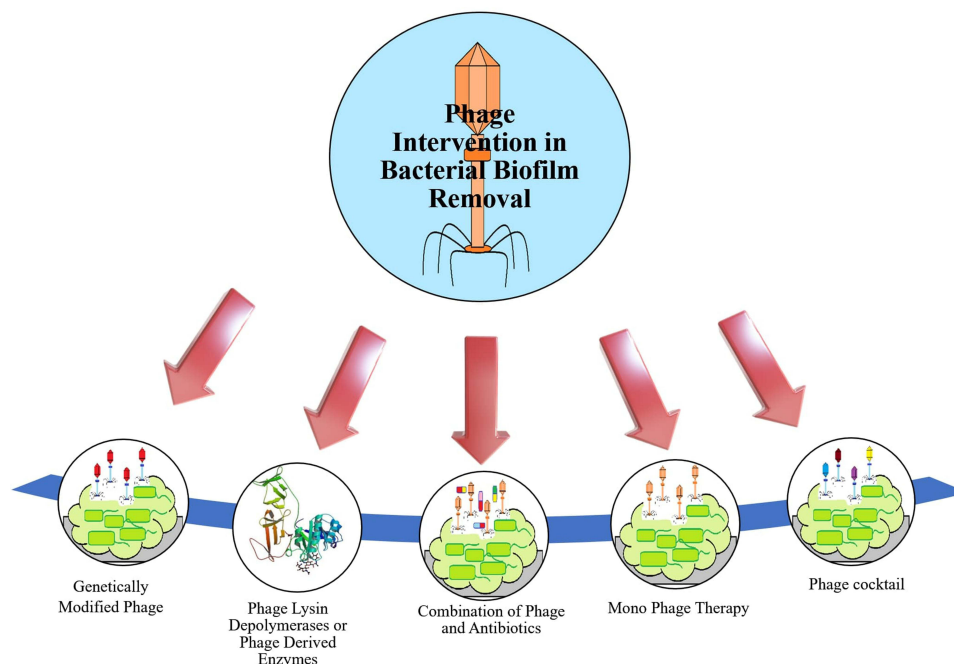 Phage
Intervention in
Bacterial Biofilm
Removal
Genetically
Modified Phage
Phage Lysin
Depolymerases or
Phage Derived
Enzymes
Combination of Phage
and Antibiotics
Mono Phage Therapy
Phage cocktail